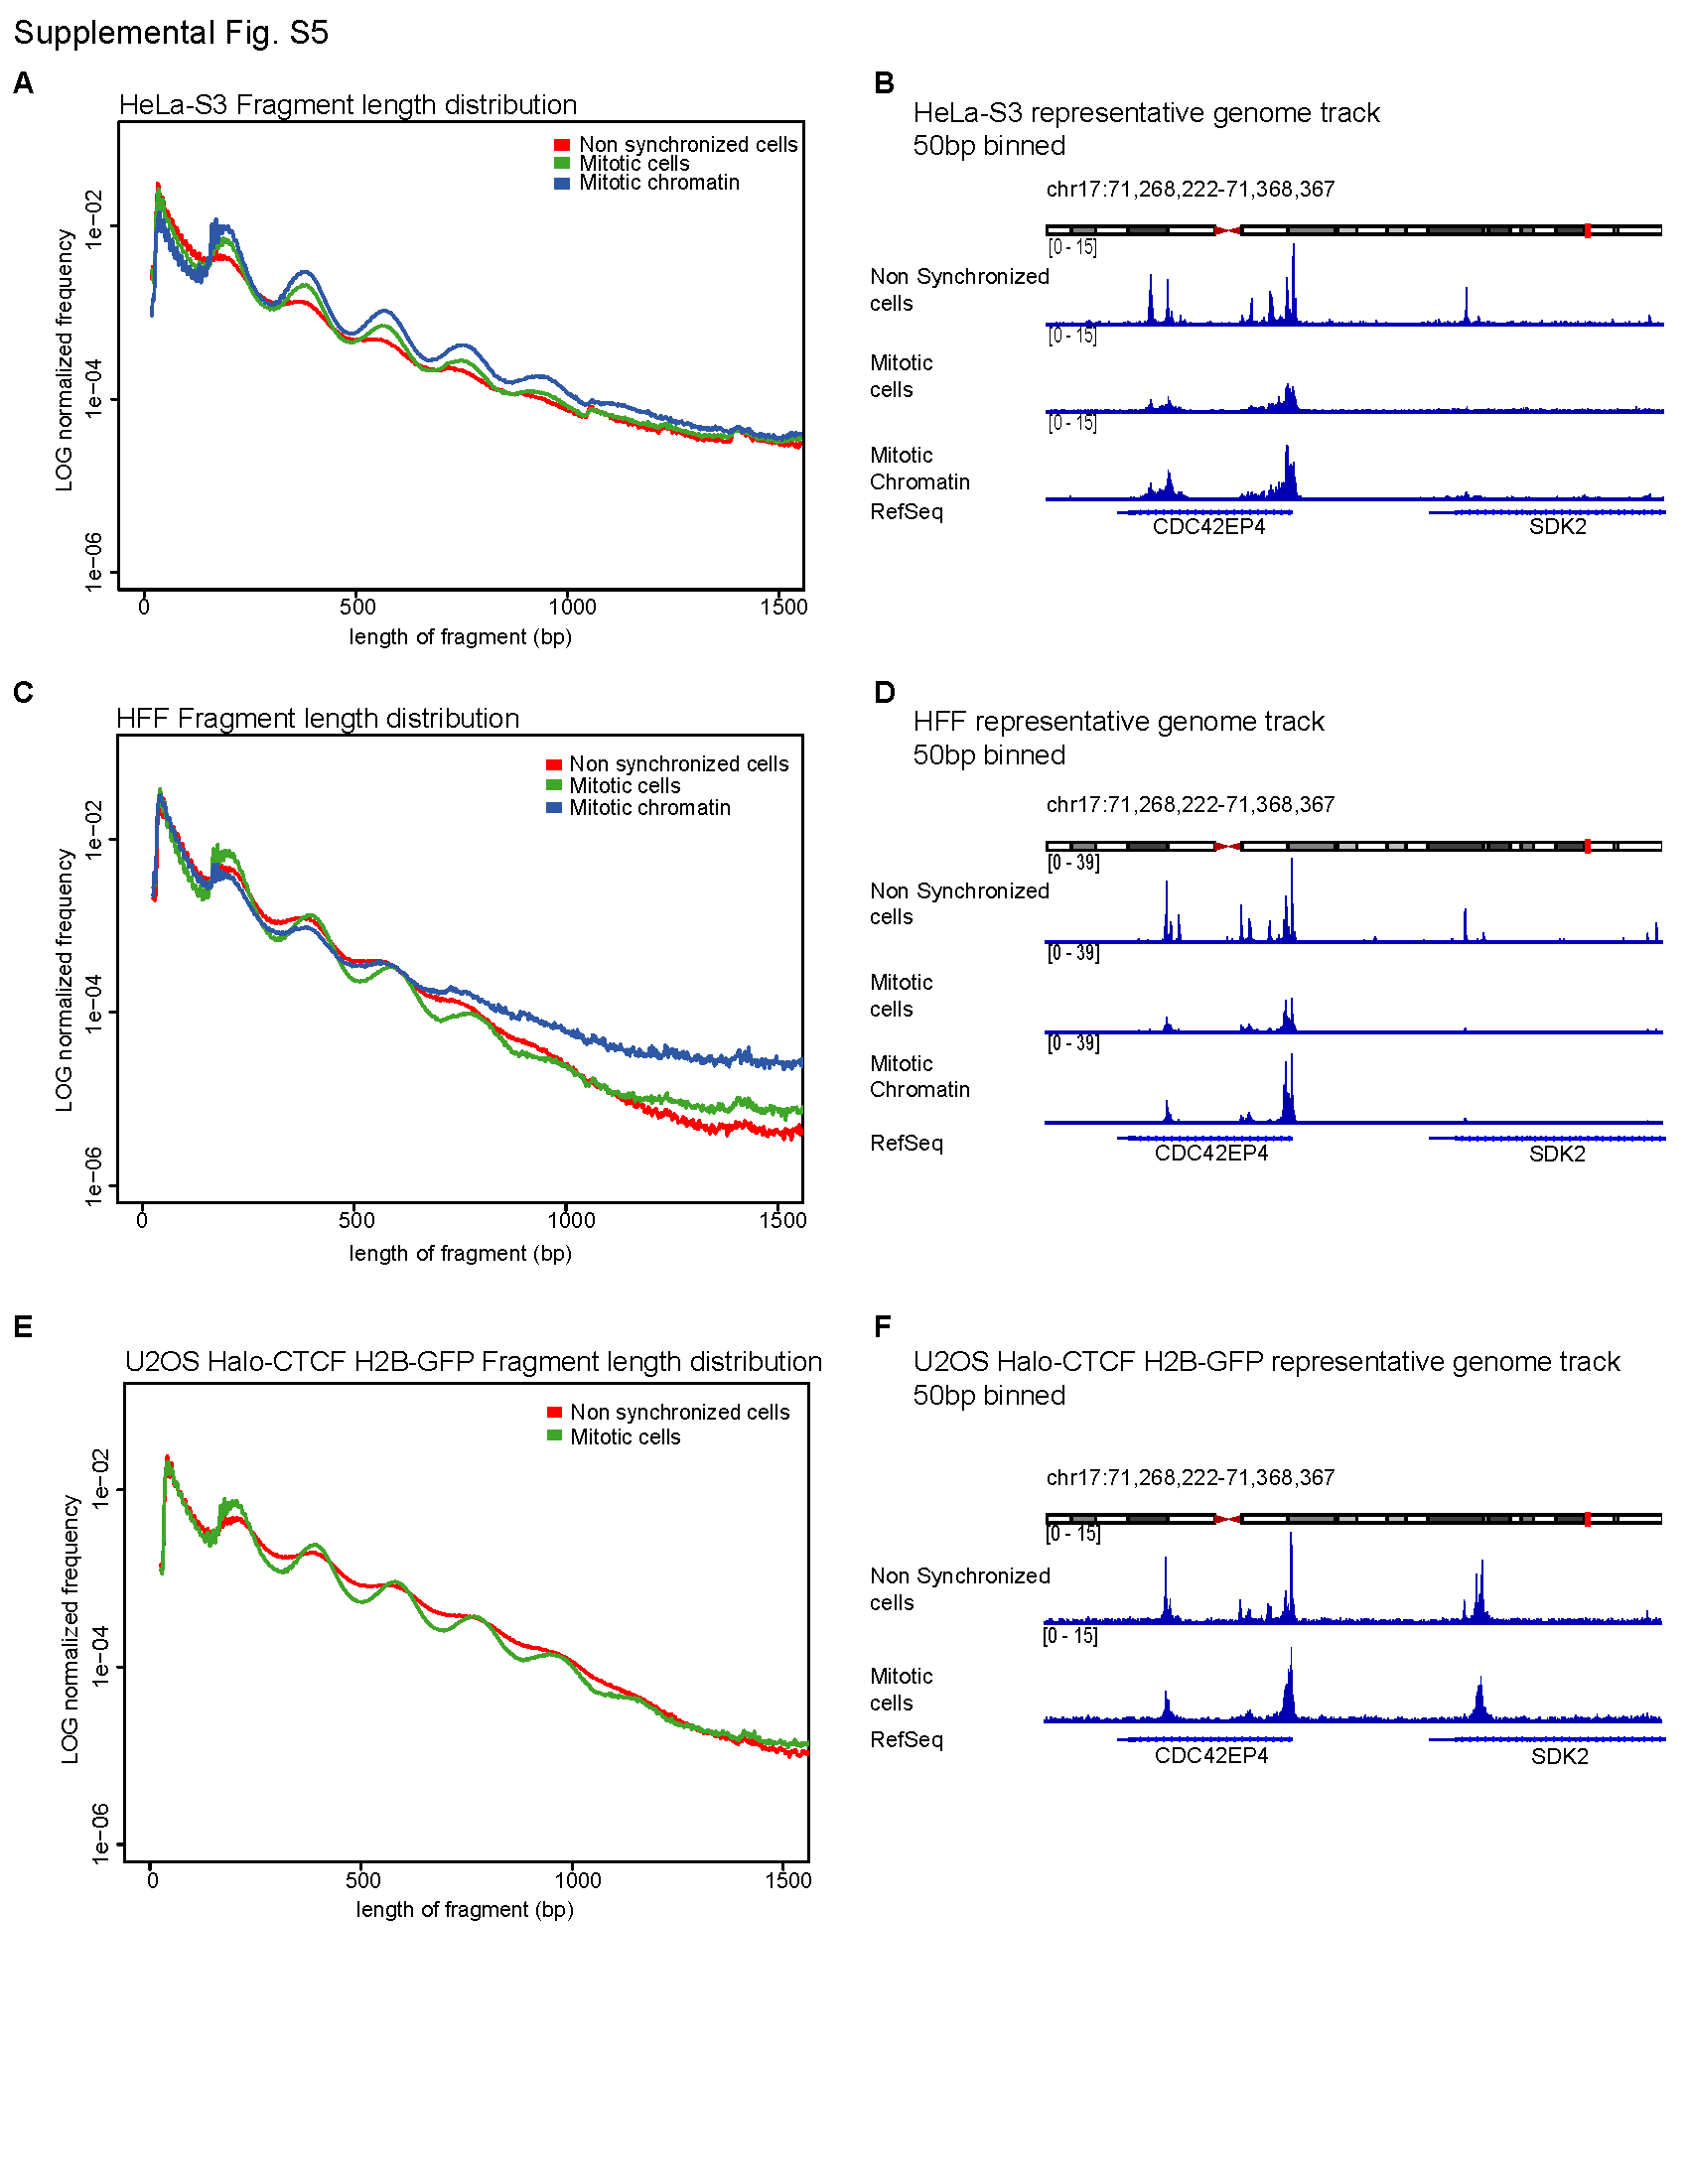 Supplemental Fig. S5
A
HeLa-S3 Fragment length distribution
Non synchronized cells
Mitotic cells
Mitotic chromatin
LOG normalized frequency
1e−02
1e−04
1e−06
0
500
1000
1500
length of fragment (bp)
B
HeLa-S3 representative genome track
50bp binned
chr17:71,268,222-71,368,367
[0 - 15]
Non Synchronized
cells
[0 - 15]
Mitotic
cells
[0 - 15]
Mitotic
Chromatin
RefSeq
CDC42EP4
SDK2
C
HFF Fragment length distribution
Non synchronized cells
Mitotic cells
Mitotic chromatin
LOG normalized frequency
1e−02
1e−04
1e−06
0
500
1000
1500
length of fragment (bp)
D
HFF representative genome track
50bp binned
chr17:71,268,222-71,368,367
[0 - 39]
Non Synchronized
cells
[0 - 39]
Mitotic
cells
[0 - 39]
Mitotic
Chromatin
RefSeq
CDC42EP4
SDK2
E
U2OS Halo-CTCF H2B-GFP Fragment length distribution
Non synchronized cells
Mitotic cells
LOG normalized frequency
1e−02
1e−04
1e−06
0
500
1000
1500
length of fragment (bp)
F
U2OS Halo-CTCF H2B-GFP representative genome track
50bp binned
chr17:71,268,222-71,368,367
[0 - 15]
Non Synchronized
cells
[0 - 15]
Mitotic
cells
RefSeq
CDC42EP4
SDK2